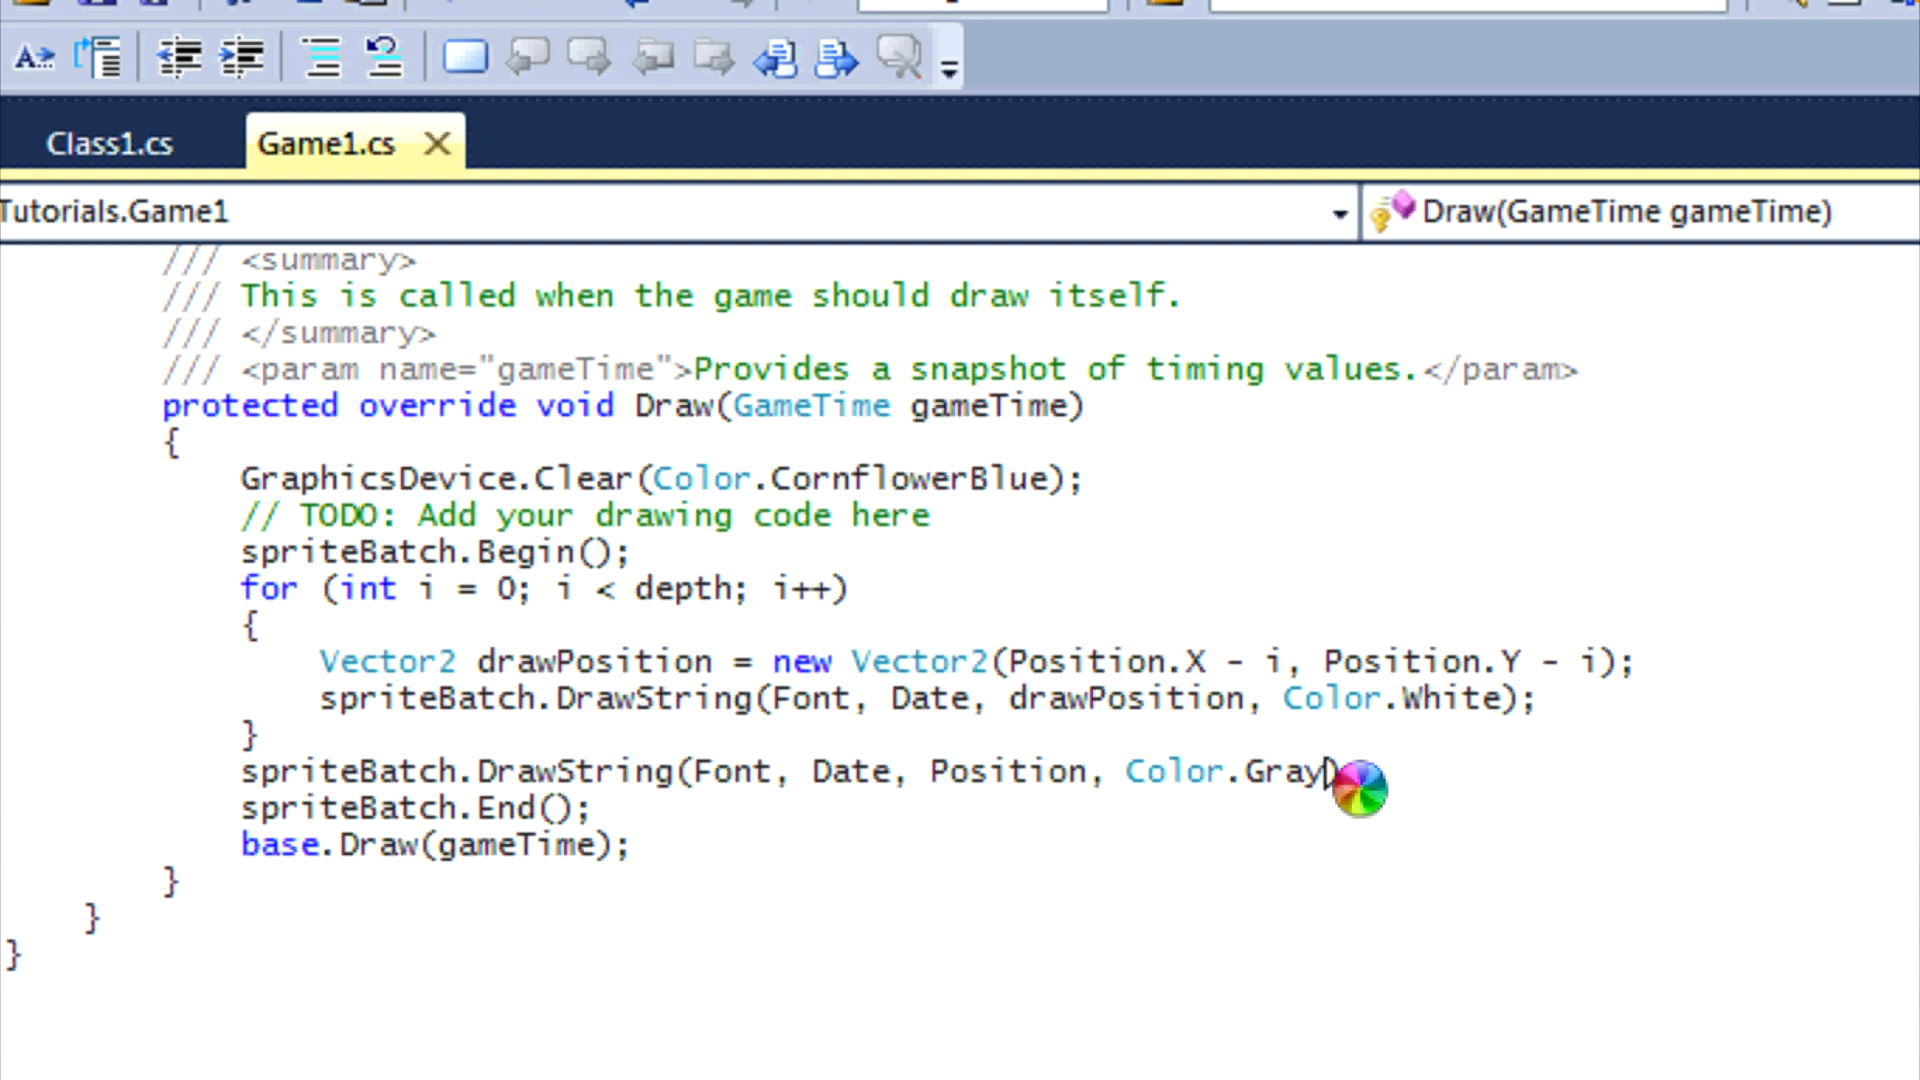 Class1.cs
Game1.cs
Tutorials.Game1
Draw(GameTime gameTime)
/// <summary>
/// This is called when the game should draw itself.
/// </summary>
/// <param name="gameTime">Provides a snapshot of timing values.</param>
protected override void Draw(GameTime gameTime)
{
GraphicsDevice.Clear(Color.CornflowerBlue);
// TODO: Add your drawing code here
spriteBatch.Begin();
for (int i = 0; i < depth; i++)
{
Vector2 drawPosition = new Vector2(Position.X - i, Position.Y - i);
spriteBatch.DrawString(Font, Date, drawPosition, Color.White);
}
spriteBatch.DrawString(Font, Date, Position, Color.Gray)
spriteBatch.End();
base.Draw(gameTime);
}
}
}